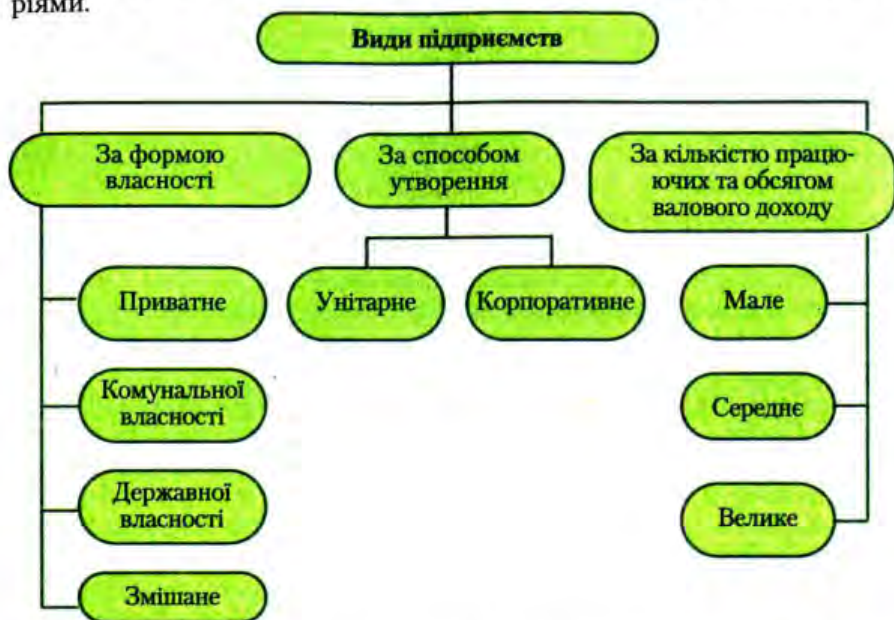 ріями.
Види підприємств
За формою
власності
За способом
утворення
За кількістю працю-
ючих та обсягом
валового доходу
Приватне
Унітарне
Корпоративне
Мале
Комунальної
власності
Середнє
Державної
власності
Велике
Змішане